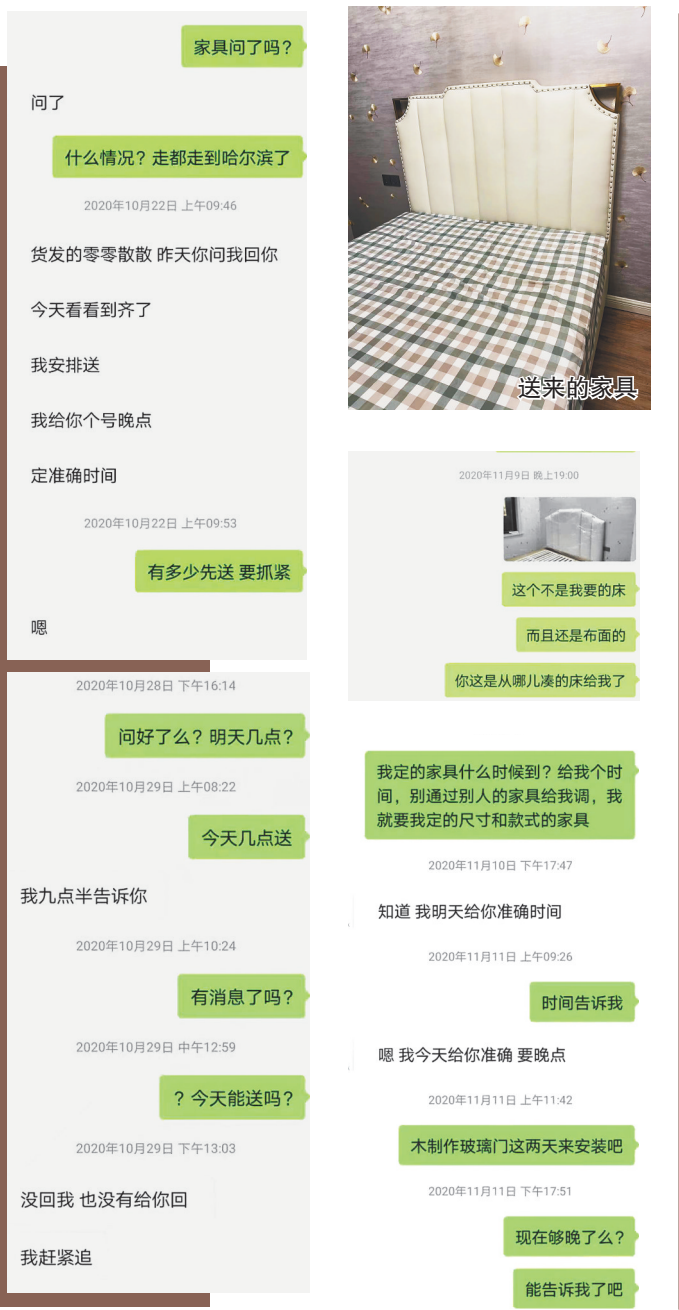 家具问了吗?
问了
什么情况? 走都走到哈尔滨了
2020年10月22日 上午09:46
货发的零零散散 昨天你问我回你
今天看看到齐了
我安排送
我给你个号晚点
定准确时间
2020年10月22日 上午09:53
有多少先送 要抓紧
嗯
2020年10月28日 下午16:14
问好了么? 明天几点?
2020年10月29日 上午08:22
今天几点送
我九点半告诉你
2020年10月29日 上午10:24
有消息了吗?
2020年10月29日 中午12:59
? 今天能送吗?
2020年10月29日 下午13:03
没回我 也没有给你回
我赶紧追
送来的家具
2020年11月9日 晚上19:00
这个不是我要的床
而且还是布面的
你这是从哪儿凑的床给我了
我定的家具什么时候到? 给我个时
间，别通过别人的家具给我调，我
就要我定的尺寸和款式的家具
2020年11月10日 下午17:47
知道 我明天给你准确时间
2020年11月11日 上午09:26
时间告诉我
嗯 我今天给你准确 要晚点
2020年11月11日 上午11:42
木制作玻璃门这两天来安装吧
2020年11月11日 下午17:51
现在够晚了么?
能告诉我了吧